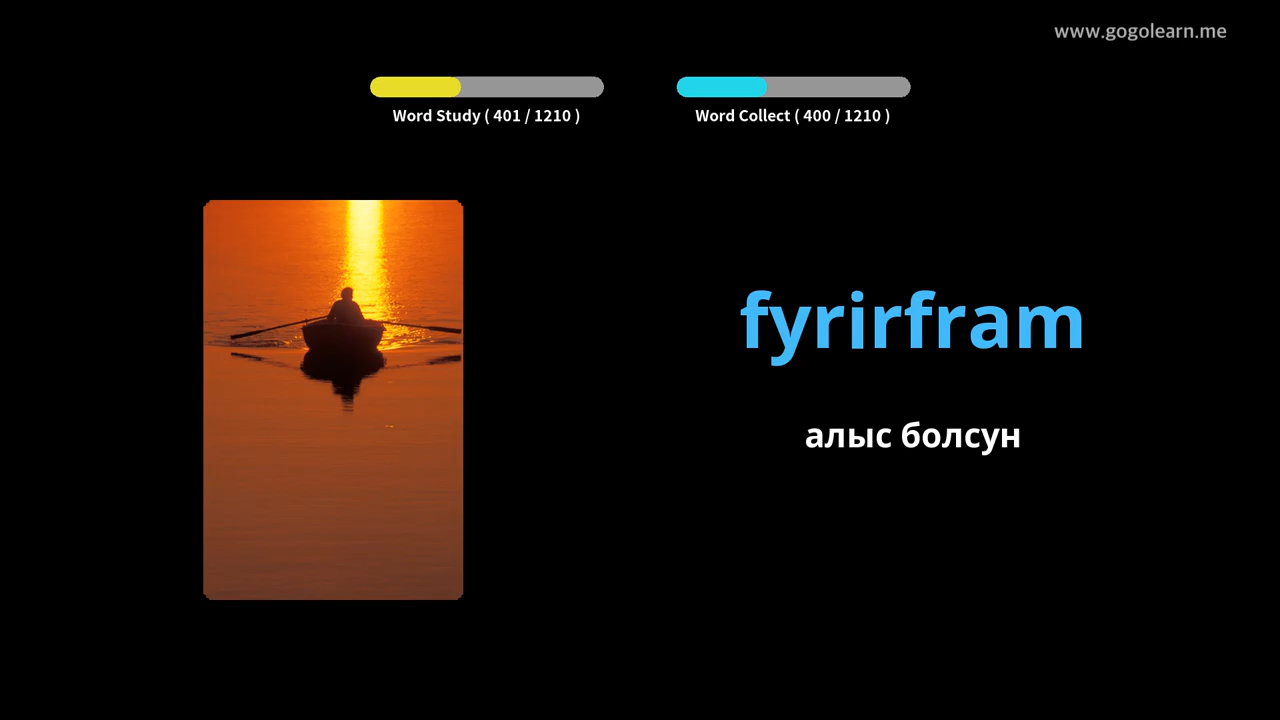 www.gogolearn.me
Word Study ( 401 / 1210 )
Word Collect ( 400 / 1210 )
fyrirfram
алыс болсун